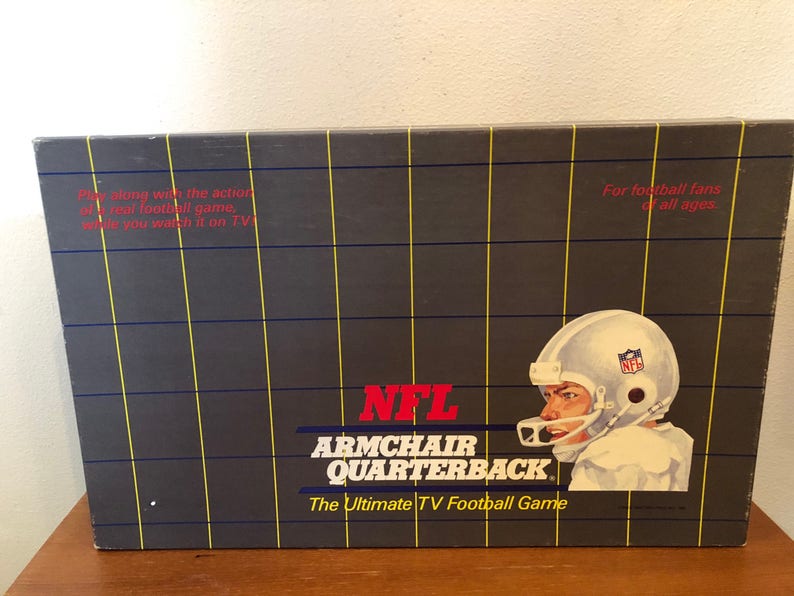 Play along with the action
of a real football game,
while you watch it on TV!
For football fans
of all ages.
NFL
NFL
ARMCHAIR
QUARTERBACK®
The Ultimate TV Football Game